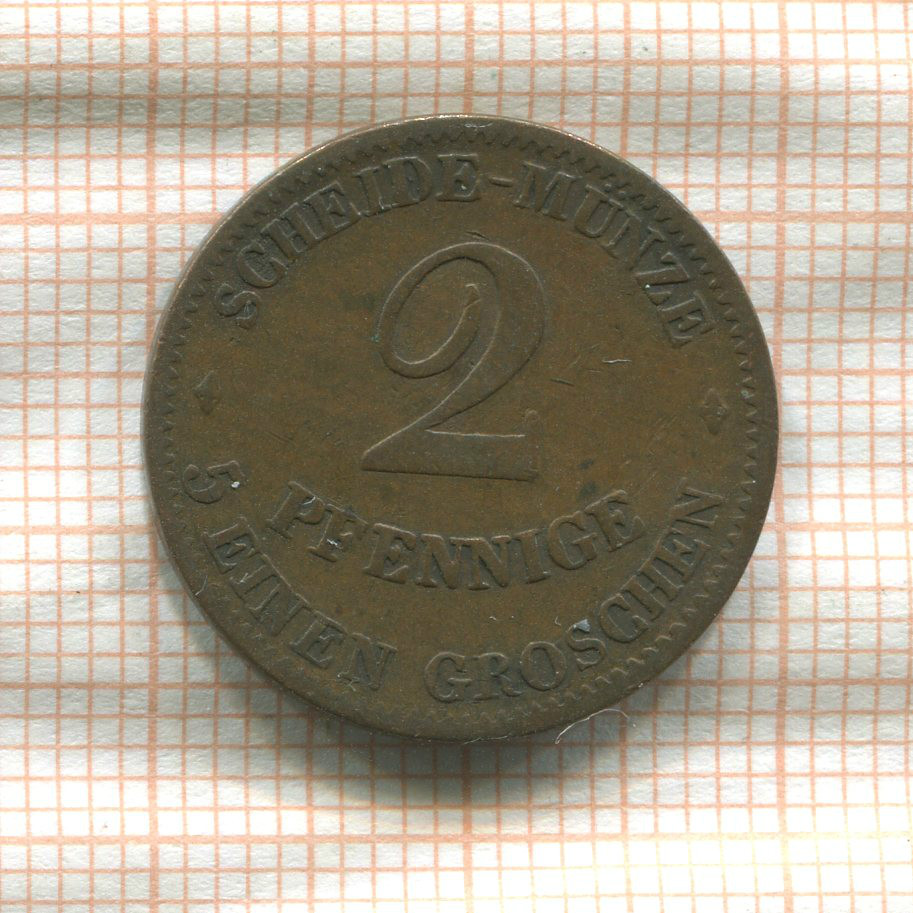 SCHEIDE-MÜNZE
2
PFENNIGE
5 EINEN GROSCHEN